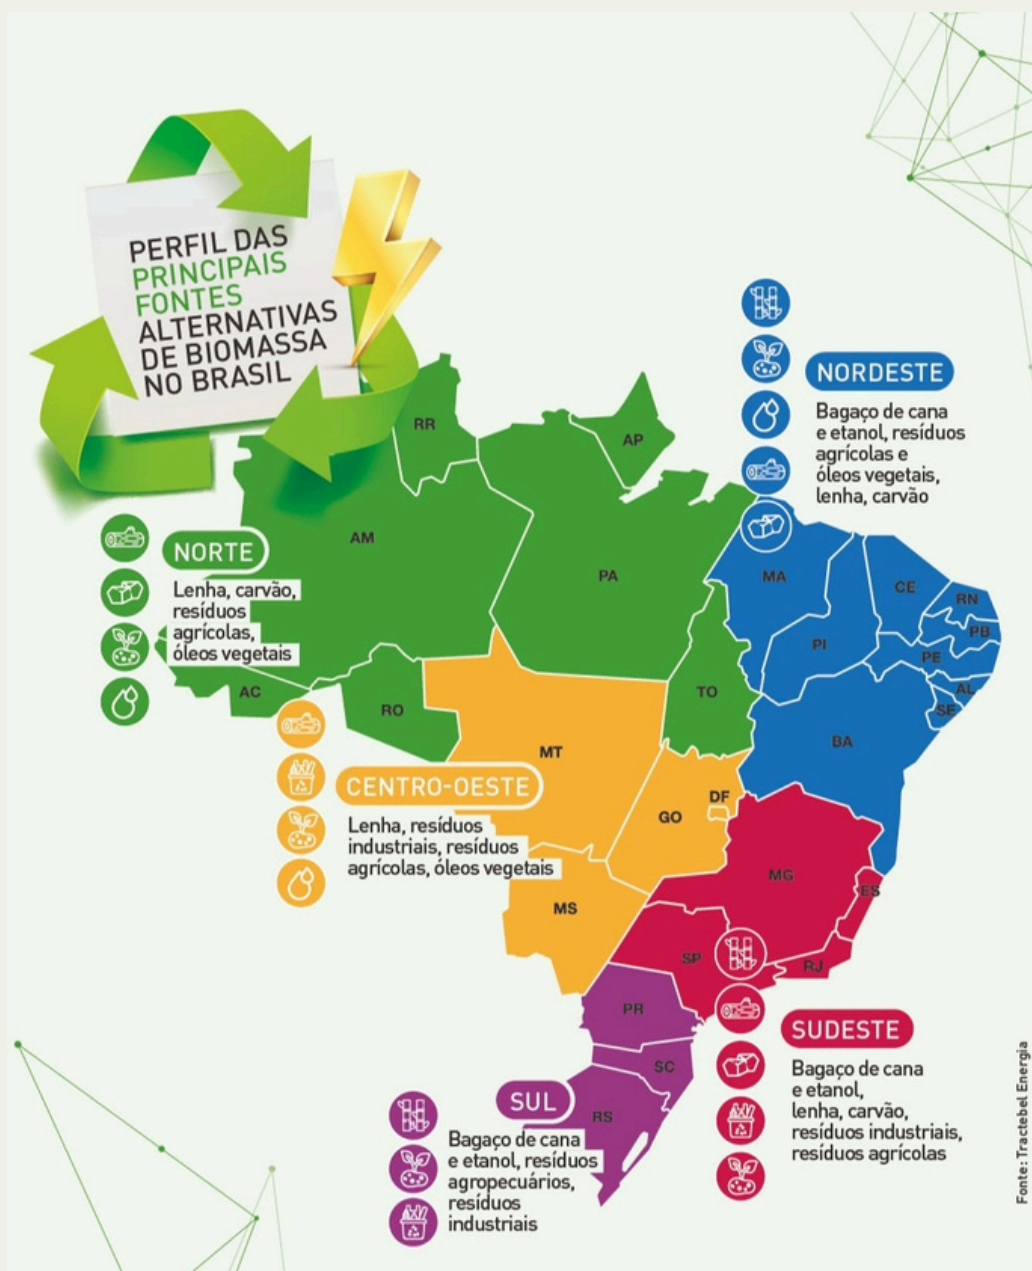 PERFIL DAS
PRINCIPAIS
FONTES
ALTERNATIVAS
DE BIOMASSA
NO BRASIL
NORDESTE
Bagaço de cana
e etanol, resíduos
agrícolas e
óleos vegetais,
lenha, carvão
RR
AP
AM
PA
MA
CE
RN
PB
PI
PE
AL
SE
TO
AC
RO
BA
NORTE
Lenha, carvão,
resíduos
agrícolas,
óleos vegetais
MT
DF
GO
MS
CENTRO-OESTE
Lenha, resíduos
industriais, resíduos
agrícolas, óleos vegetais
MG
ES
SP
RJ
PR
SC
RS
SUDESTE
Bagaço de cana
e etanol,
lenha, carvão,
resíduos industriais,
resíduos agrícolas
SUL
Bagaço de cana
e etanol, resíduos
agropecuários,
resíduos
industriais
Fonte: Tractebel Energia